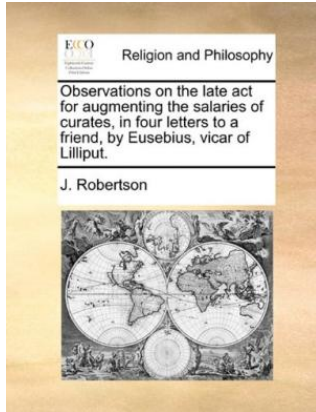 ECCO
Religion and Philosophy
Observations on the late act
for augmenting the salaries of
curates, in four letters to a
friend, by Eusebius, vicar of
Lilliput.
J. Robertson